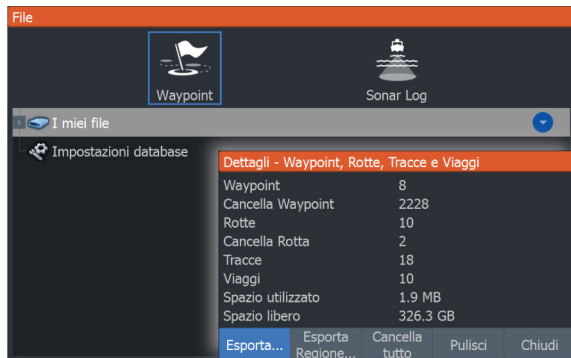 File
Waypoint
Sonar Log
I miei file
Impostazioni database
Dettagli - Waypoint, Rotte, Tracce e Viaggi
Waypoint 8
Cancella Waypoint 2228
Rotte 10
Cancella Rotta 2
Tracce 18
Viaggi 10
Spazio utilizzato 1.9 MB
Spazio libero 326.3 GB
Esporta...
Esporta
Regione...
Cancella
tutto
Pulisci
Chiudi